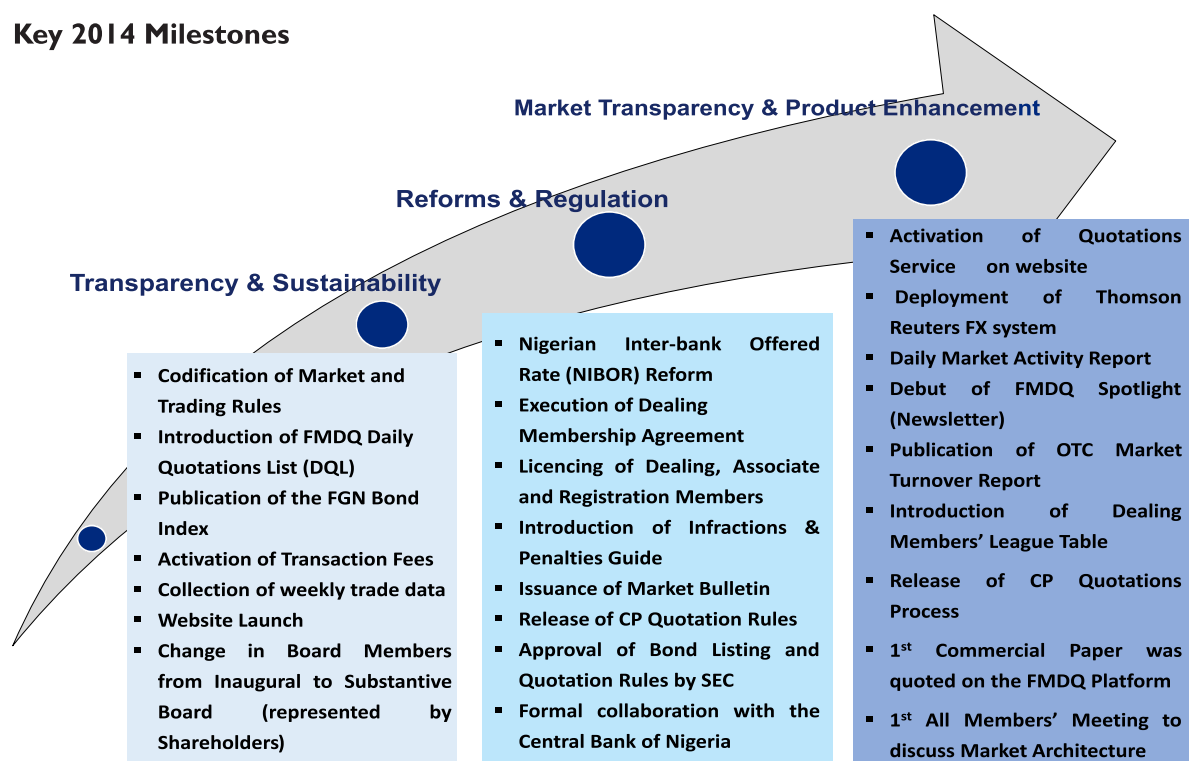 Key 2014 Milestones
Market Transparency & Product Enhancement
Reforms & Regulation
Transparency & Sustainability
▪ Codification of Market and
Trading Rules
▪ Introduction of FMDQ Daily
Quotations List (DQL)
▪ Publication of the FGN Bond
Index
▪ Activation of Transaction Fees
▪ Collection of weekly trade data
▪ Website Launch
▪ Change in Board Members
from Inaugural to Substantive
Board (represented by
Shareholders)
▪ Nigerian Inter-bank Offered
Rate (NIBOR) Reform
▪ Execution of Dealing
Membership Agreement
▪ Licencing of Dealing, Associate
and Registration Members
▪ Introduction of Infractions &
Penalties Guide
▪ Issuance of Market Bulletin
▪ Release of CP Quotation Rules
▪ Approval of Bond Listing and
Quotation Rules by SEC
▪ Formal collaboration with the
Central Bank of Nigeria
▪ Activation of Quotations
Service on website
▪ Deployment of Thomson
Reuters FX system
▪ Daily Market Activity Report
▪ Debut of FMDQ Spotlight
(Newsletter)
▪ Publication of OTC Market
Turnover Report
▪ Introduction of Dealing
Members’ League Table
▪ Release of CP Quotations
Process
▪ 1st Commercial Paper was
quoted on the FMDQ Platform
▪ 1st All Members’ Meeting to
discuss Market Architecture